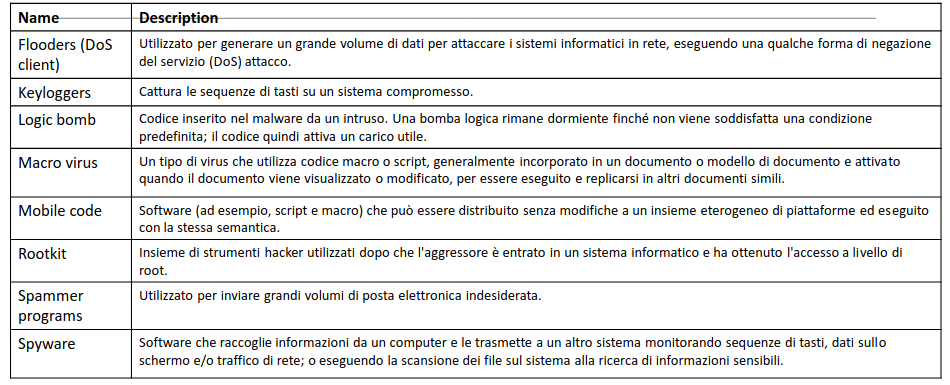 Name Description
Flooders (DoS Utilizzato per generare un grande volume di dati per attaccare i sistemi informatici in rete, eseguendo una qualche forma di negazione
client) del servizio (DoS) attacco.
Keyloggers Cattura le sequenze di tasti su un sistema compromesso.
Logic bomb Codice inserito nel malware da un intruso. Una bomba logica rimane dormiente finché non viene soddisfatta una condizione
predefinita; il codice quindi attiva un carico utile.
Macro virus Un tipo di virus che utilizza codice macro o script, generalmente incorporato in un documento o modello di documento e attivato
quando il documento viene visualizzato o modificato, per essere eseguito e replicarsi in altri documenti simili.
Mobile code Software (ad esempio, script e macro) che può essere distribuito senza modifiche a un insieme eterogeneo di piattaforme ed eseguito
con la stessa semantica.
Rootkit Insieme di strumenti hacker utilizzati dopo che l'aggressore è entrato in un sistema informatico e ha ottenuto l'accesso a livello di
root.
Spammer Utilizzato per inviare grandi volumi di posta elettronica indesiderata.
programs
Spyware Software che raccoglie informazioni da un computer e le trasmette a un altro sistema monitorando sequenze di tasti, dati sullo
schermo e/o traffico di rete; o eseguendo la scansione dei file sul sistema alla ricerca di informazioni sensibili.